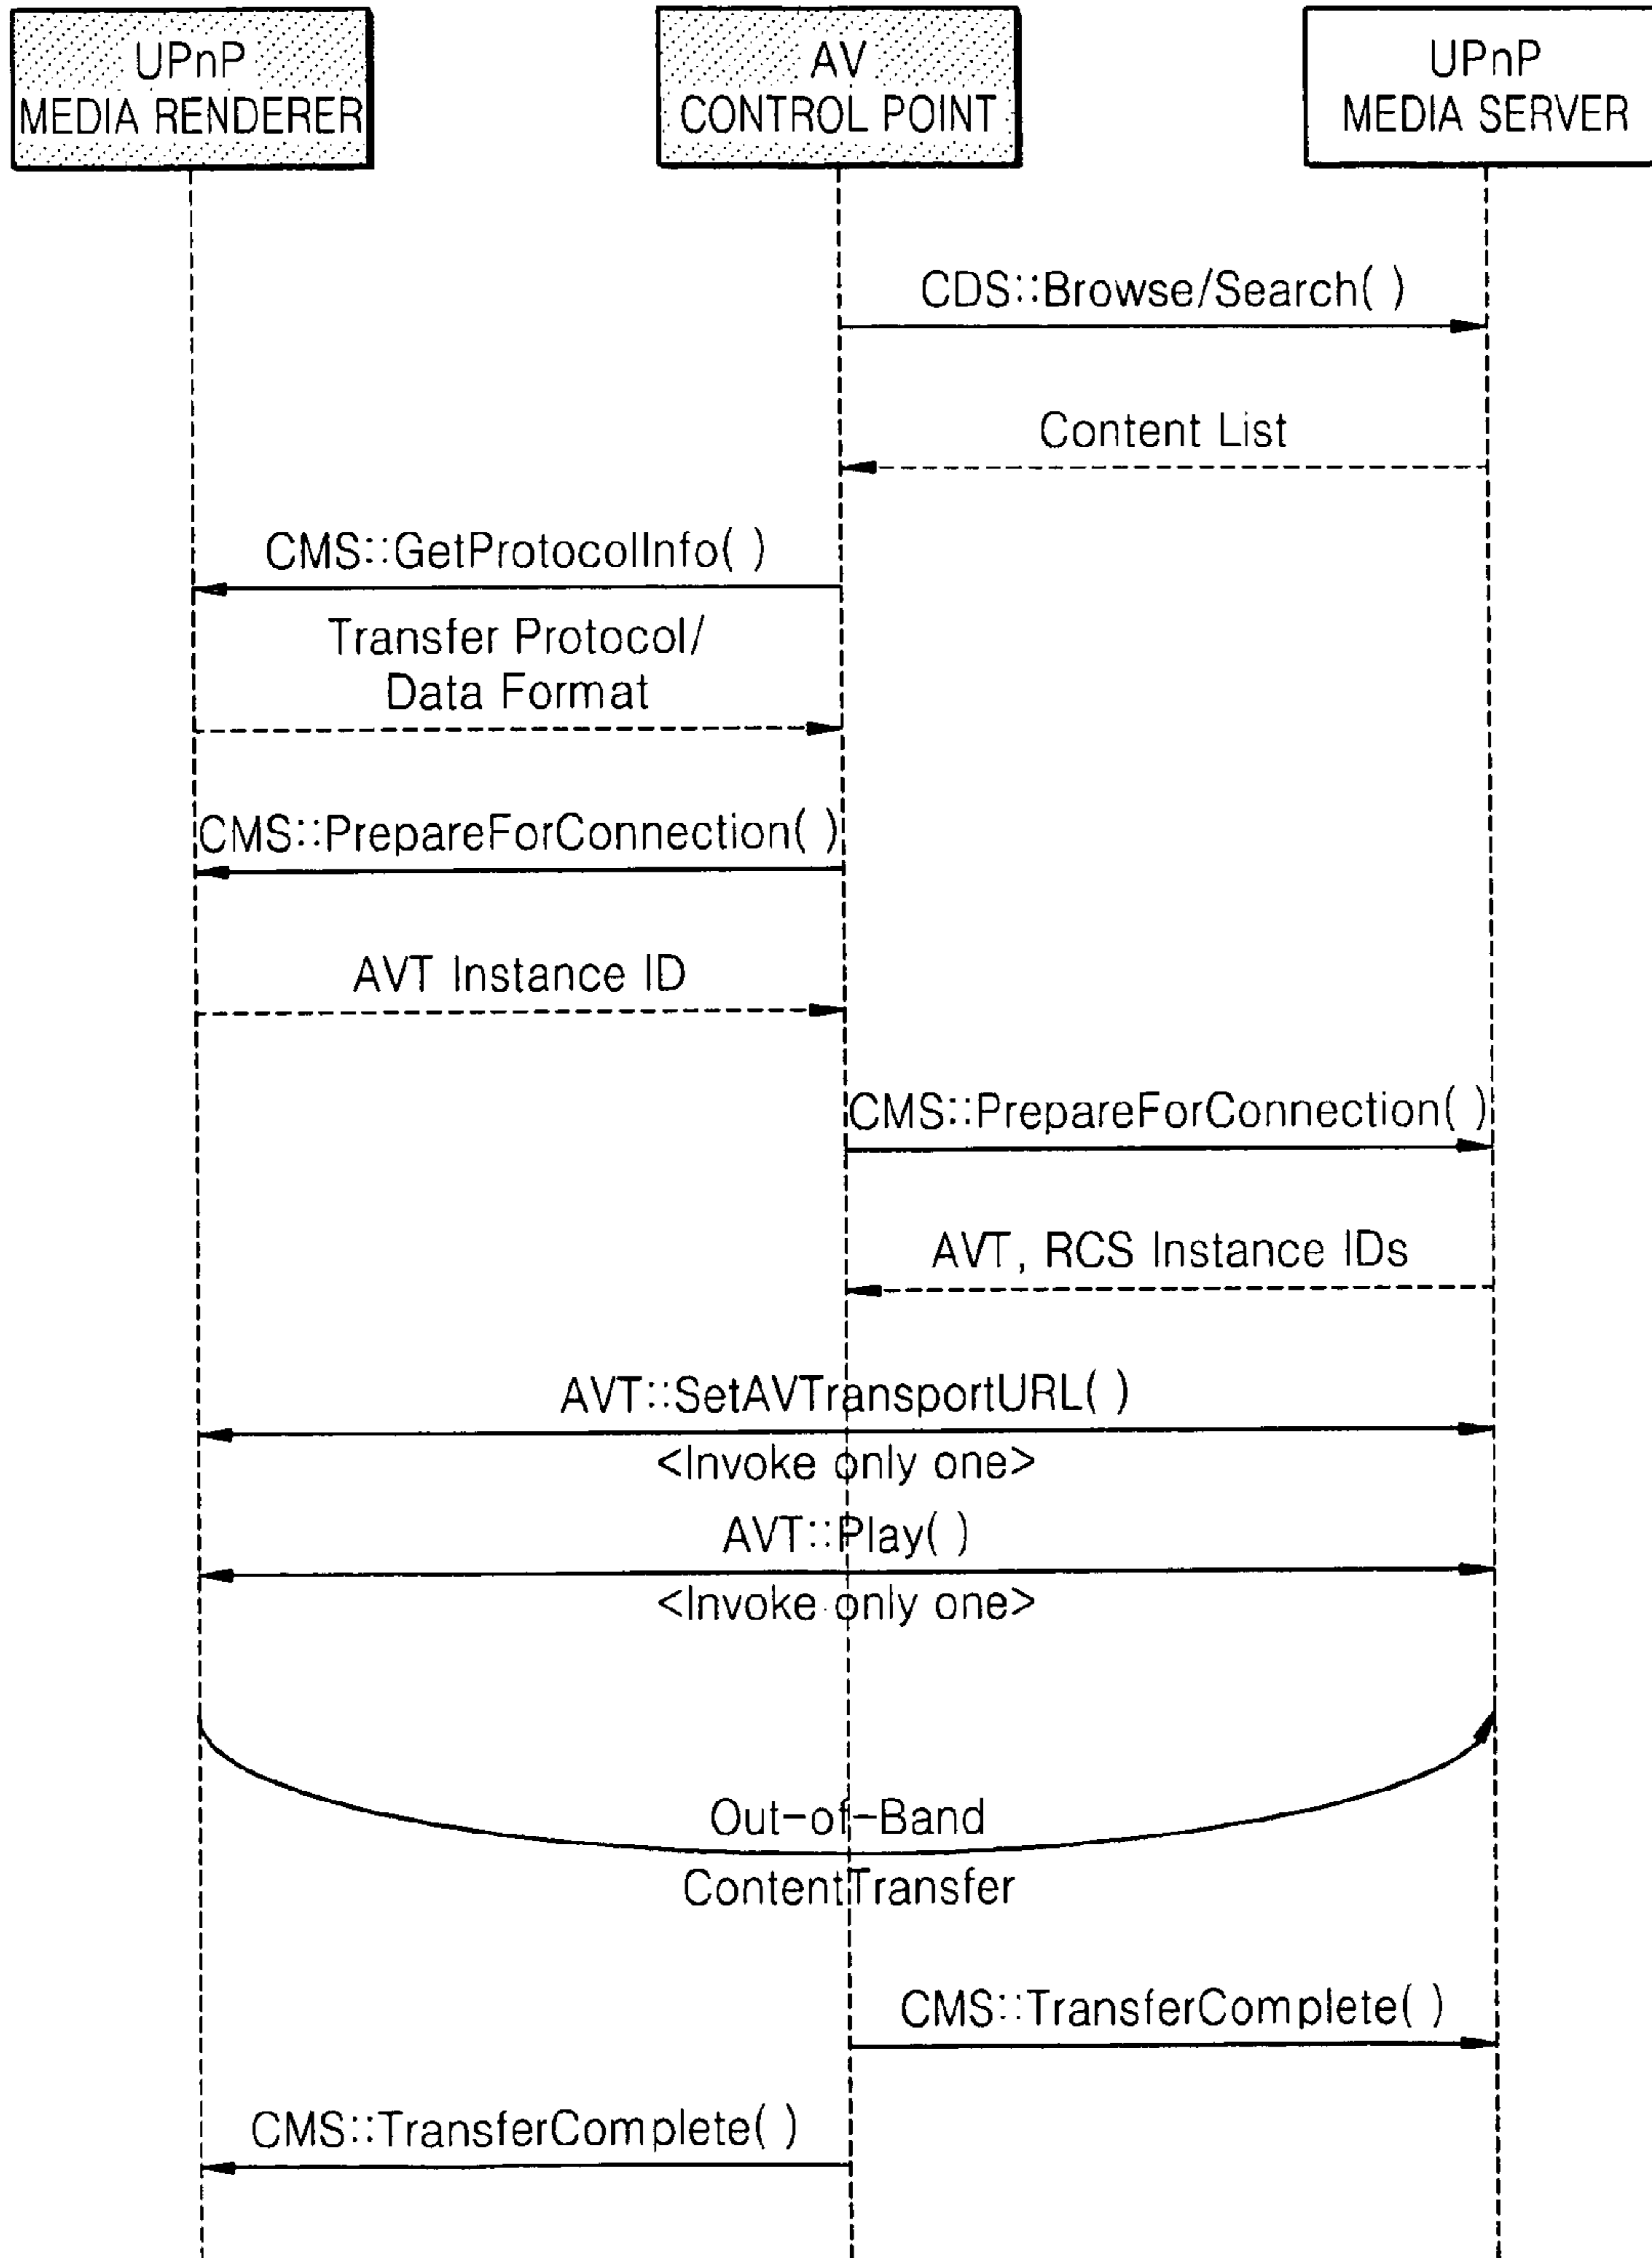 UPnP
MEDIA RENDERER
AV
CONTROL POINT
UPnP
MEDIA SERVER
CDS::Browse/Search( )
Content List
CMS::GetProtocolInfo( )
Transfer Protocol/
Data Format
CMS::PrepareForConnection( )
AVT Instance ID
CMS::PrepareForConnection( )
AVT, RCS Instance IDs
AVT::SetAVTransportURL( )
<Invoke only one>
AVT::Play( )
<Invoke only one>
Out-of-Band
ContentTransfer
CMS::TransferComplete( )
CMS::TransferComplete( )